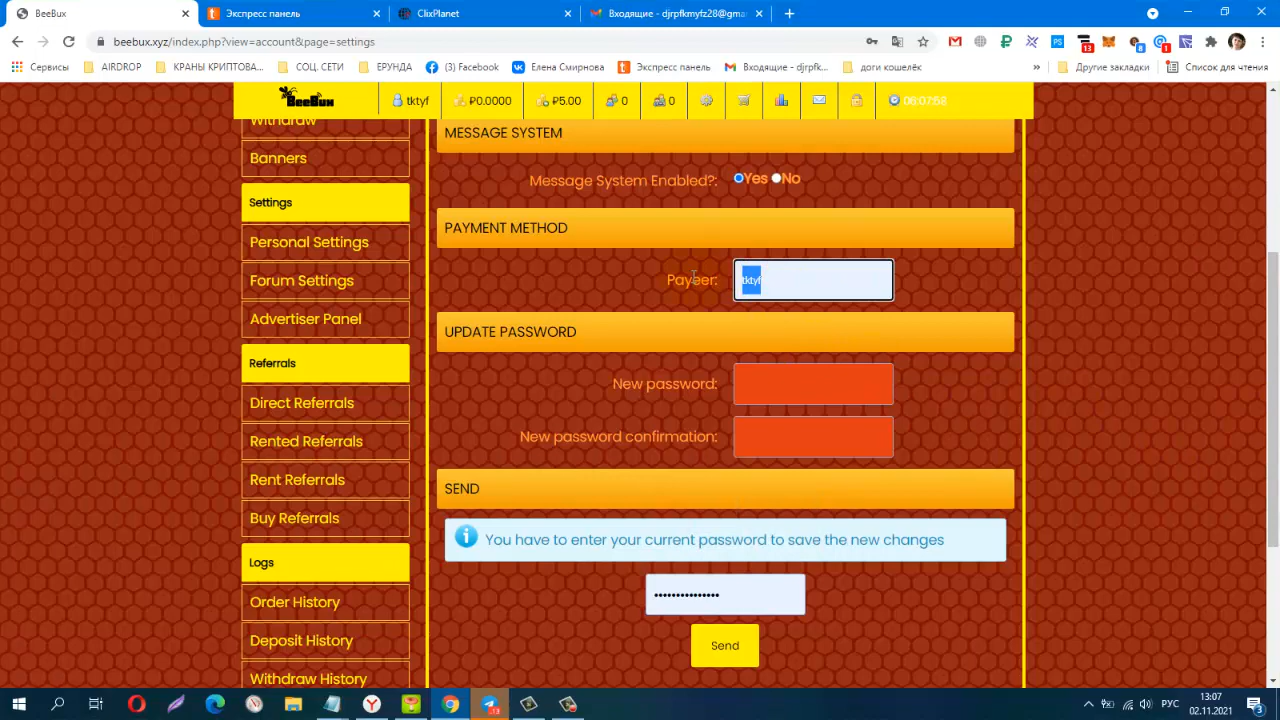 BeeBux
Экспресс панель
ClixPlanet
Входящие - djrpfkmyfz28@gma
beebux.xyz/index.php?view=account&page=settings
Сервисы
AIRDROP
КРАНЫ КРИПТОВА...
СОЦ. СЕТИ
ЕРУНДА
(3) Facebook
Елена Смирнова
Экспресс панель
Входящие - djrpfk...
доги кошелёк
»
Другие закладки
Список для чтения
BeeBux
tktyf
₽0.0000
₽5.00
0
0
06:07:58
Withdraw
Banners
Settings
Personal Settings
Forum Settings
Advertiser Panel
Referrals
Direct Referrals
Rented Referrals
Rent Referrals
Buy Referrals
Logs
Order History
Deposit History
Withdraw History
MESSAGE SYSTEM
Message System Enabled?: Yes No
PAYMENT METHOD
Payeer: tktyf
UPDATE PASSWORD
New password:
New password confirmation:
SEND
You have to enter your current password to save the new changes
•••••••••••••••
Send
РУС
13:07
02.11.2021